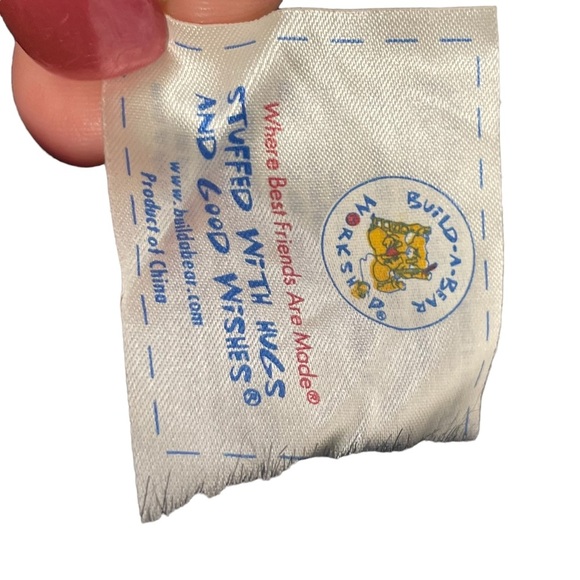 BUiLD-A-BEAR
WORKSHOP®
Where Best Friends Are Made®
STUFFED WiTH HUGS
AND GOOD WiSHES®
www.buildabear.com
Product of China